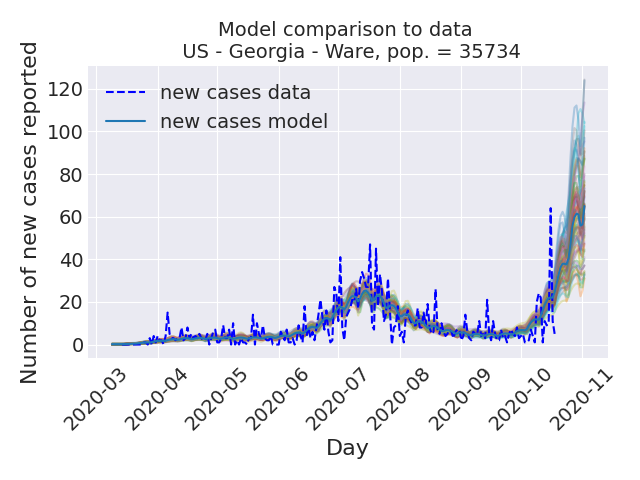 Model comparison to data
US - Georgia - Ware, pop. = 35734
Number of new cases reported
120
100
80
60
40
20
0
new cases data
new cases model
2020-03
2020-04
2020-05
2020-06
2020-07
2020-08
2020-09
2020-10
2020-11
Day